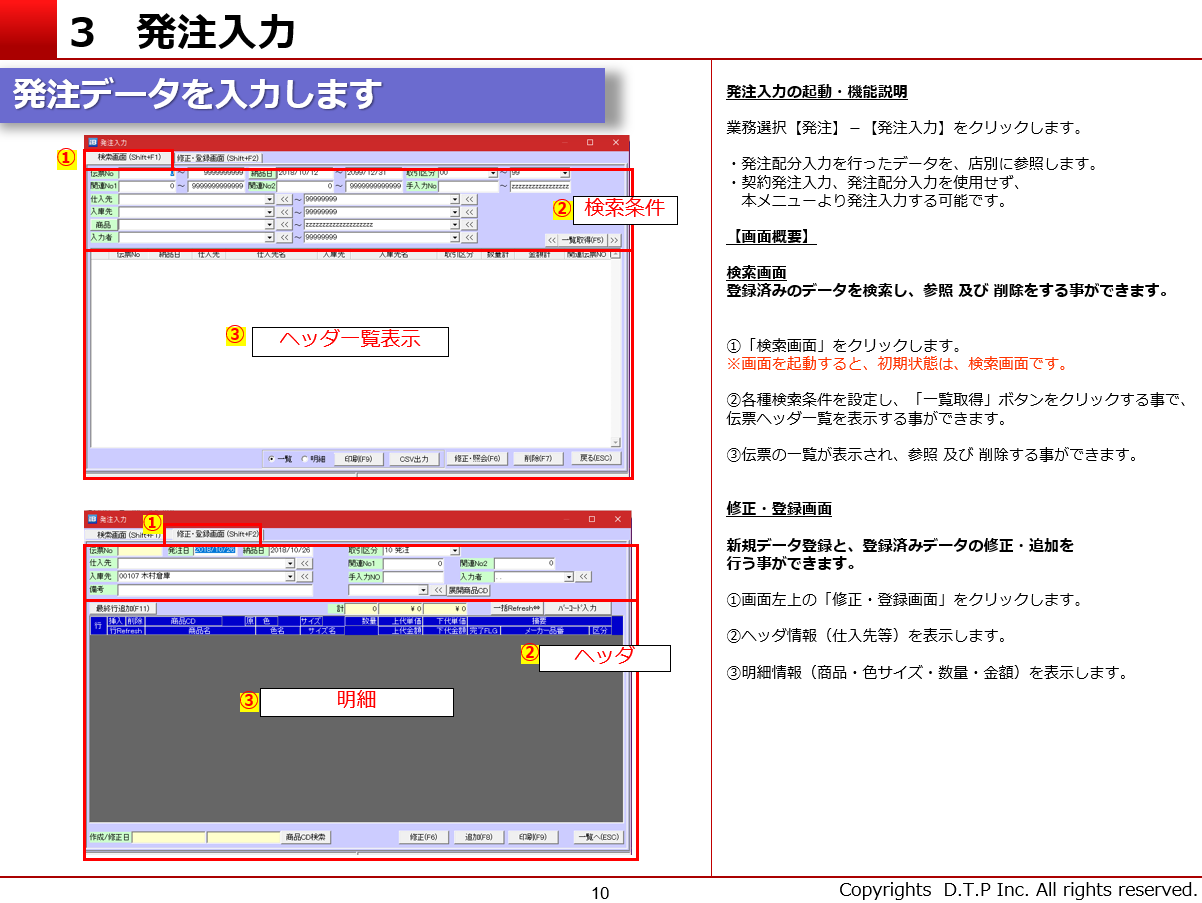 3 発注入力
発注データを入力します
発注入力
検索画面 (Shift+F1) 修正・登録画面 (Shift+F2)
伝票No ～ 9999999999 納品日 2018/10/12 ～ 2099/12/31 取引区分 00 ～ 99
関連No1 0 ～ 9999999999999 関連No2 0 ～ 9999999999999 手入力No ～ zzzzzzzzzzzzzzzzzz
仕入先 << ～ 99999999 <<
入庫先 << ～ 99999999 <<
商品 << ～ zzzzzzzzzzzzzzzzzzzz <<
入力者 << ～ 99999999 <<
<< 一覧取得(F5) >>
① ② 検索条件
伝票No 納品日 仕入先 仕入先名 入庫先 入庫先名 取引区分 数量計 金額計 関連伝票NO
③ ヘッダ一覧表示
一覧 明細 印刷(F9) CSV出力 修正・照会(F6) 削除(F7) 戻る(ESC)
発注入力 ①
検索画面 (Shift+F1) 修正・登録画面 (Shift+F2)
伝票No 発注日 2018/10/26 納品日 2018/10/26 取引区分 10 発注
仕入先 << 関連No1 0 関連No2 0
入庫先 00107 木村倉庫 << 手入力NO 入力者 . . <<
備考 << 展開商品CD
最終行追加(F11) 計 0 ¥0 ¥0 一括Refresh⇔ バーコード入力
行 挿入 削除 商品CD 原 色 サイズ 数量 上代単価 下代単価 摘要
行Refresh 商品名 色名 サイズ名 上代金額 下代金額 完了FLG メーカー品番 区分
② ヘッダ
③ 明細
作成/修正日 商品CD検索 修正(F6) 追加(F8) 印刷(F9) 一覧へ(ESC)
発注入力の起動・機能説明
業務選択【発注】－【発注入力】をクリックします。
・発注配分入力を行ったデータを、店別に参照します。
・契約発注入力、発注配分入力を使用せず、
本メニューより発注入力する可能です。
【画面概要】
検索画面
登録済みのデータを検索し、参照 及び 削除をする事ができます。
①「検索画面」をクリックします。
※画面を起動すると、初期状態は、検索画面です。
②各種検索条件を設定し、「一覧取得」ボタンをクリックする事で、
伝票ヘッダ一覧を表示する事ができます。
③伝票の一覧が表示され、参照 及び 削除する事ができます。
修正・登録画面
新規データ登録と、登録済みデータの修正・追加を
行う事ができます。
①画面左上の「修正・登録画面」をクリックします。
②ヘッダ情報（仕入先等）を表示します。
③明細情報（商品・色サイズ・数量・金額）を表示します。
10
Copyrights D.T.P Inc. All rights reserved.